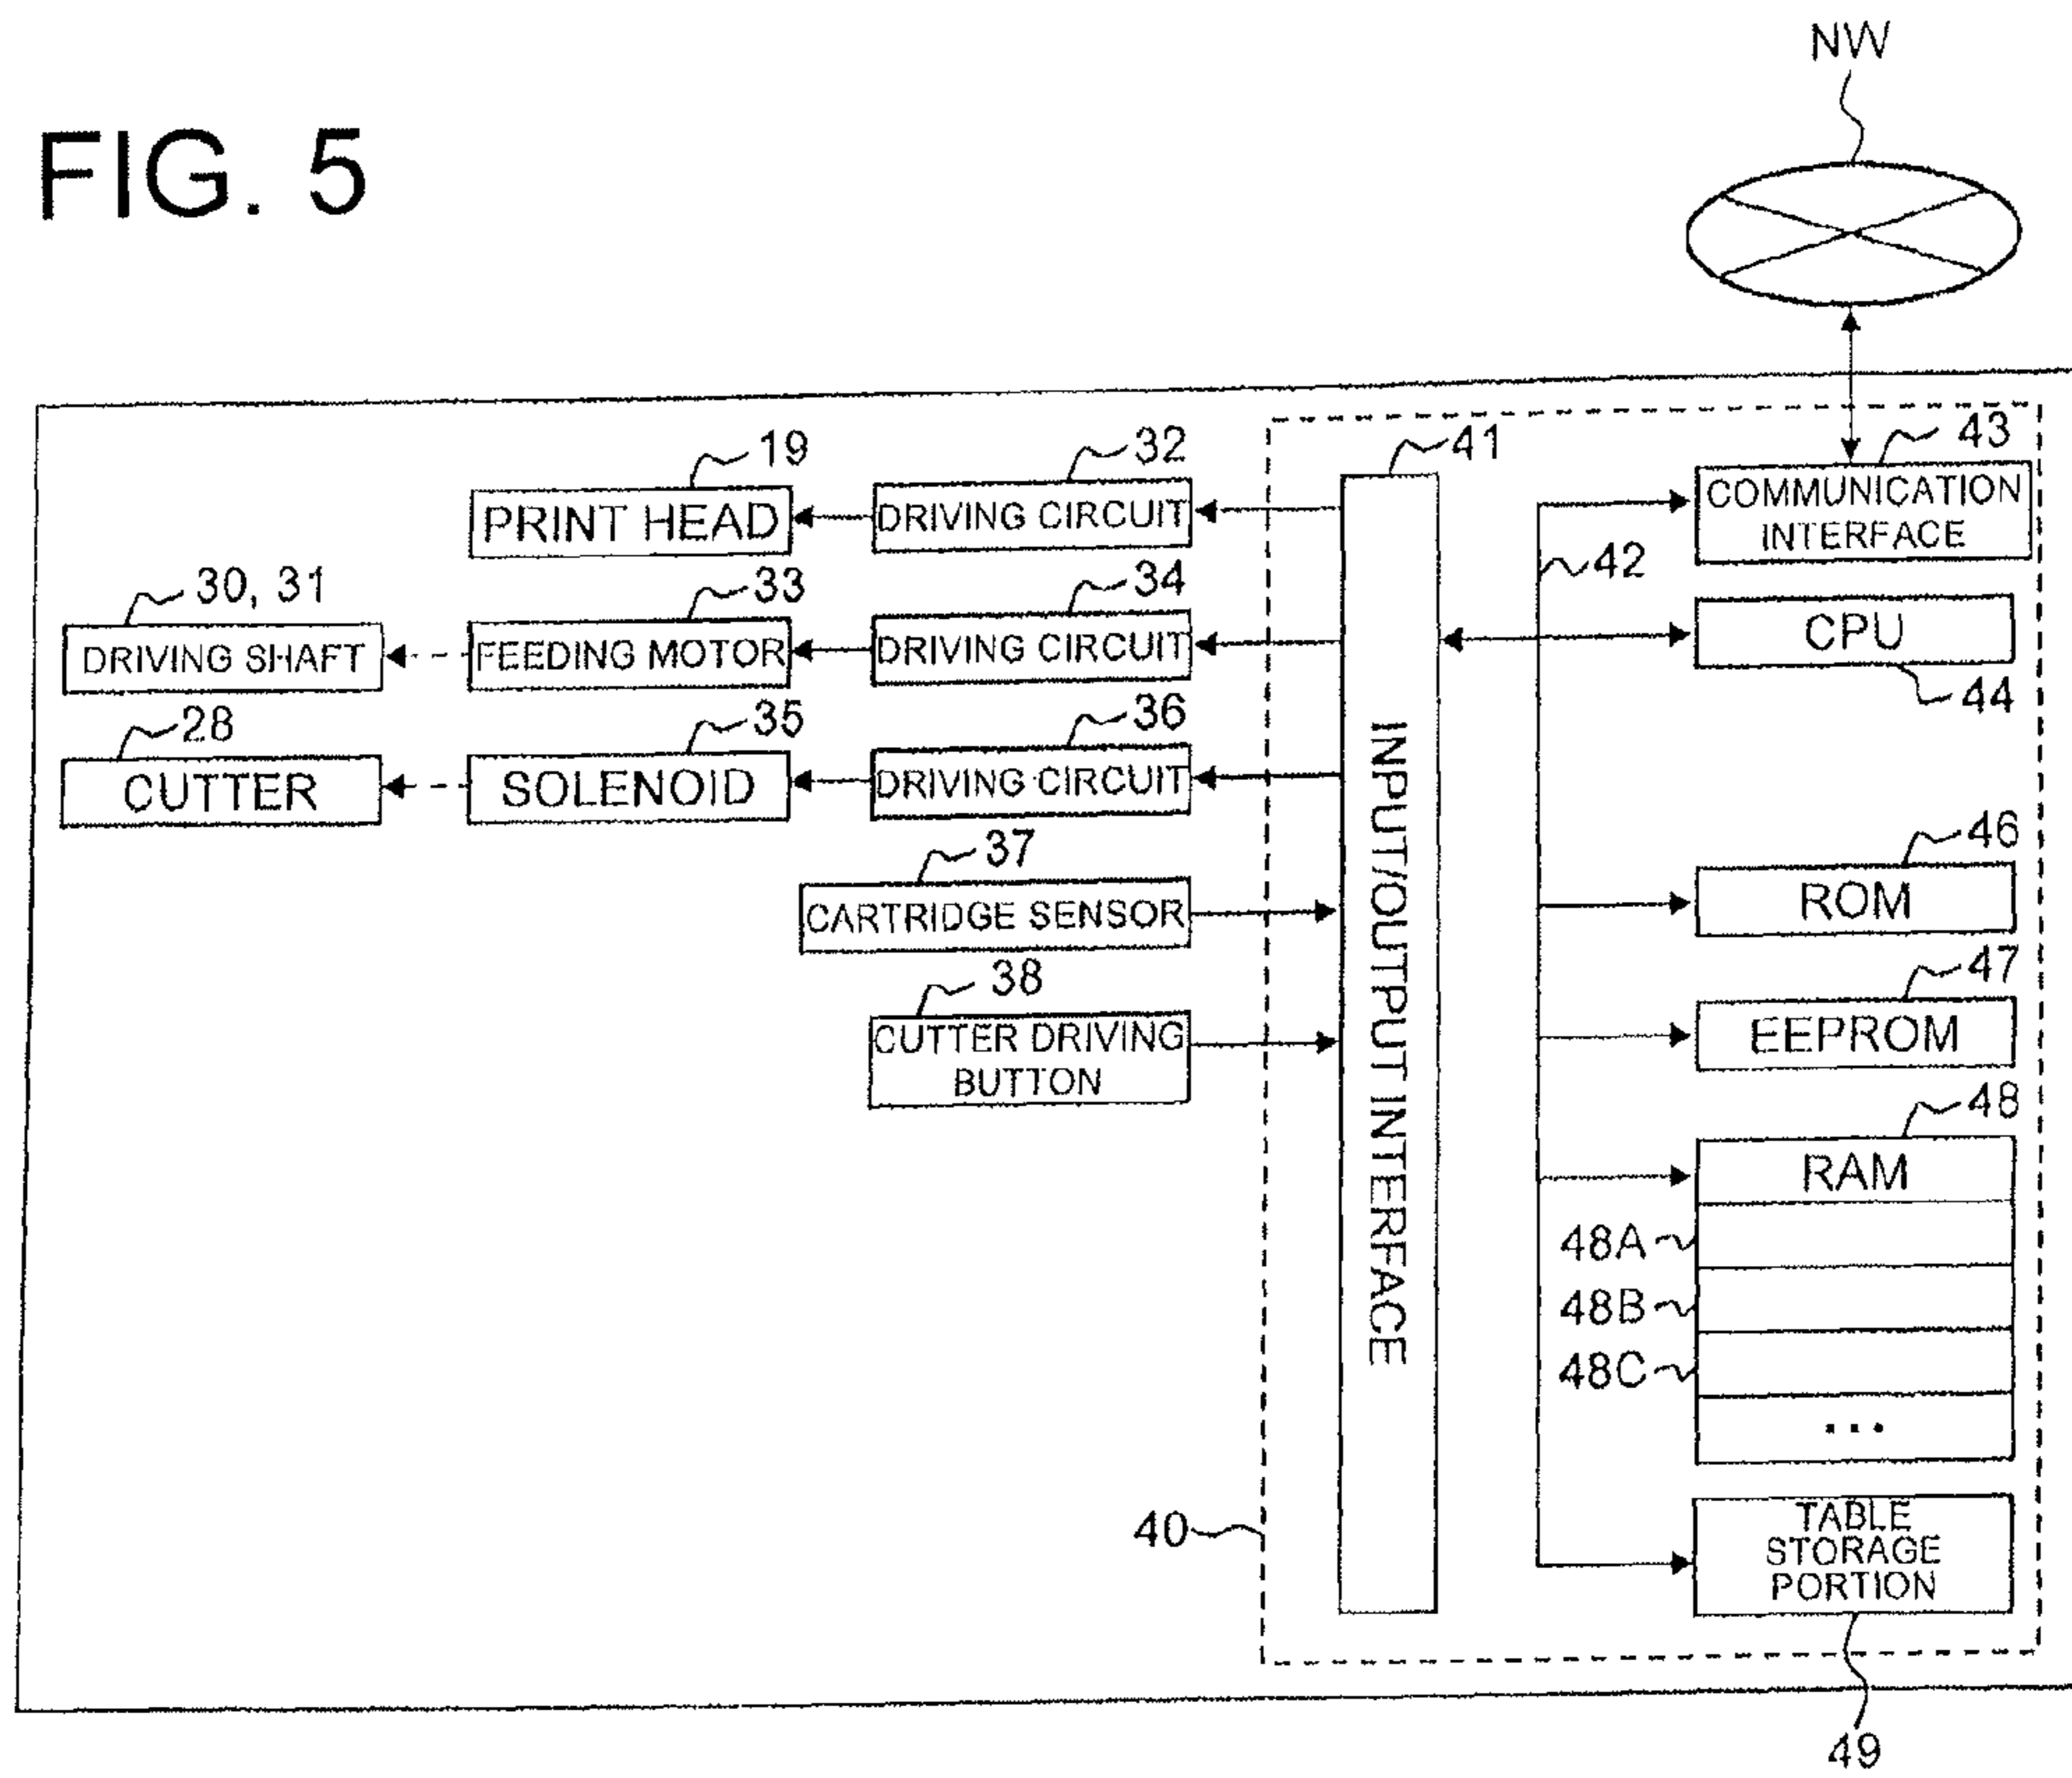 NW
FIG. 5
19
32
41
43
PRINT HEAD
DRIVING CIRCUIT
COMMUNICATION
INTERFACE
42
30, 31
33
34
DRIVING SHAFT
FEEDING MOTOR
DRIVING CIRCUIT
CPU
44
28
35
36
CUTTER
SOLENOID
DRIVING CIRCUIT
INPUT/OUTPUT INTERFACE
37
CARTRIDGE SENSOR
46
ROM
38
CUTTER DRIVING
BUTTON
47
EEPROM
48
RAM
48A
48B
48C
...
40
TABLE
STORAGE
PORTION
49